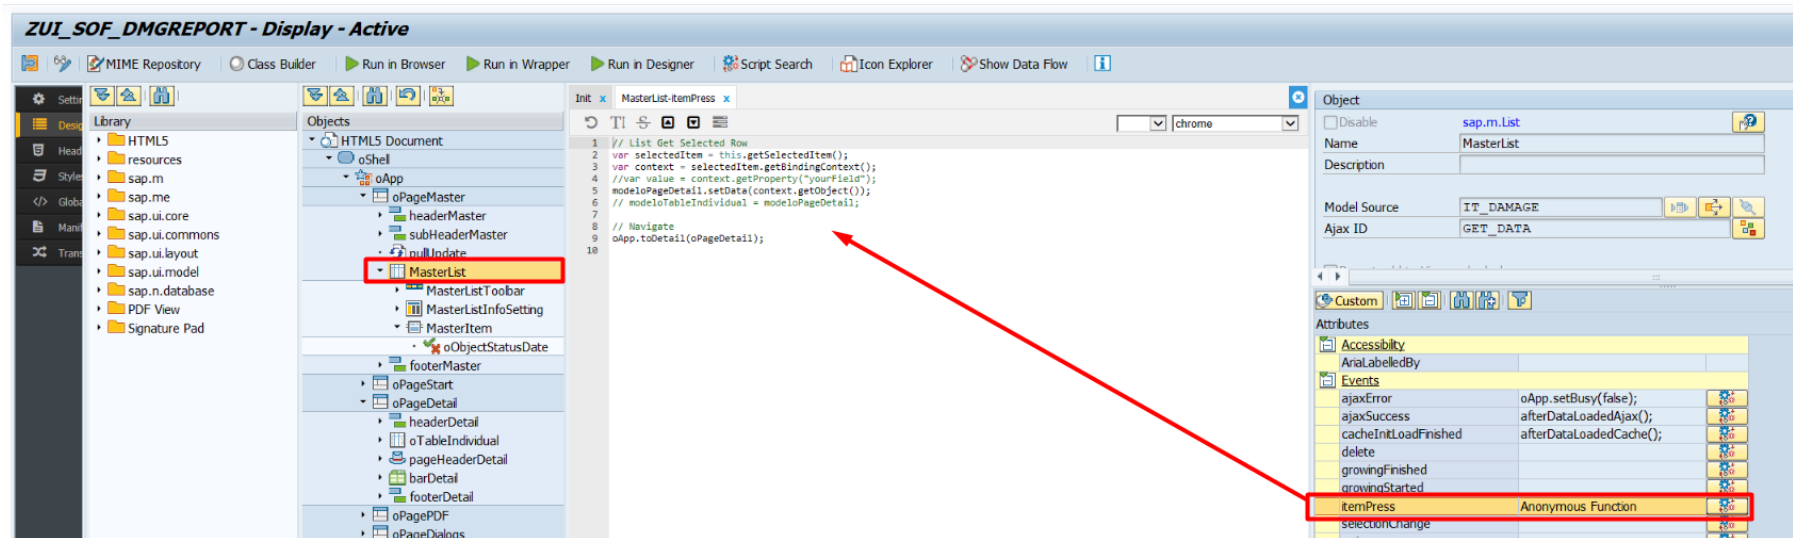 ZUI_SOF_DMGREPORT - Display - Active
MIME Repository Class Builder Run in Browser Run in Wrapper Run in Designer Script Search Icon Explorer Show Data Flow
Settin
Desig
Head
Style
Globa
Manif
Trans
Library
HTML5
resources
sap.m
sap.me
sap.ui.core
sap.ui.commons
sap.ui.layout
sap.ui.model
sap.n.database
PDF View
Signature Pad
Objects
HTML5 Document
oShell
oApp
oPageMaster
headerMaster
subHeaderMaster
pullUpdate
MasterList
MasterListToolbar
MasterListInfoSetting
MasterItem
oObjectStatusDate
footerMaster
oPageStart
oPageDetail
headerDetail
oTableIndividual
pageHeaderDetail
barDetail
footerDetail
oPagePDF
oPageDialogs
Init x MasterList-itemPress x
chrome
1 // List Get Selected Row
2 var selectedItem = this.getSelectedItem();
3 var context = selectedItem.getBindingContext();
4 //var value = context.getProperty("yourField");
5 modeloPageDetail.setData(context.getObject());
6 // modeloTableIndividual = modeloPageDetail;
7
8 // Navigate
9 oApp.toDetail(oPageDetail);
10
Object
Disable sap.m.List
Name MasterList
Description
Model Source IT_DAMAGE
Ajax ID GET_DATA
Custom
Attributes
Accessibilty
AriaLabelledBy
Events
ajaxError oApp.setBusy(false);
ajaxSuccess afterDataLoadedAjax();
cacheInitLoadFinished afterDataLoadedCache();
delete
growingFinished
growingStarted
itemPress Anonymous Function
selectionChange